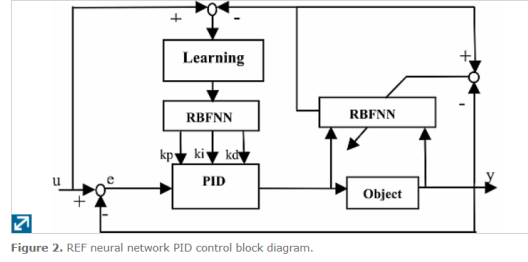 + -
Learning
+
RBFNN
RBFNN
-
kp ki kd
u e
PID
Object
y
+
-
Figure 2. REF neural network PID control block diagram.